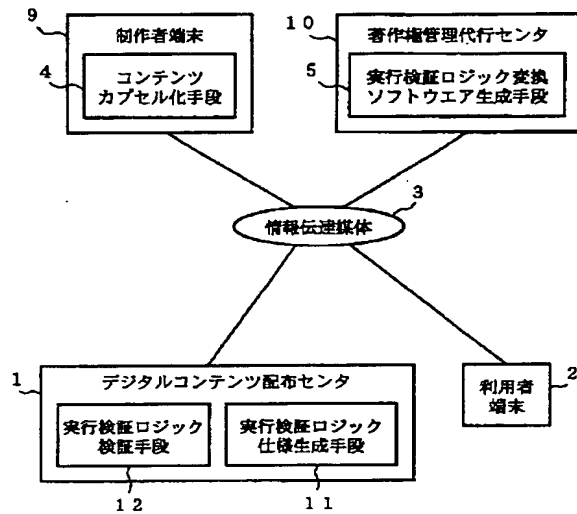 9
制作者端末
4
コンテンツ
カプセル化手段
10
著作権管理代行センタ
5
実行検証ロジック変換
ソフトウエア生成手段
3
情報伝達媒体
1
デジタルコンテンツ配布センタ
実行検証ロジック
検証手段
12
実行検証ロジック
仕様生成手段
11
2
利用者
端末